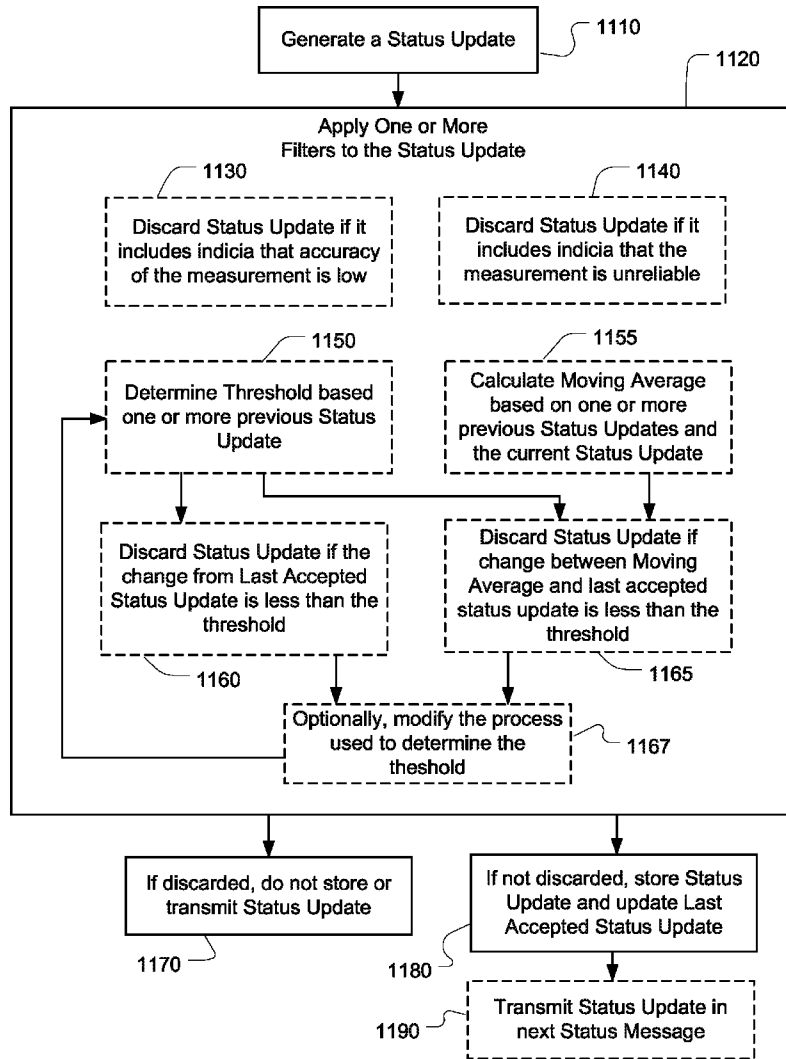 Generate a Status Update
1110
1120
Apply One or More
Filters to the Status Update
1130
1140
Discard Status Update if it
includes indicia that accuracy
of the measurement is low
Discard Status Update if it
includes indicia that the
measurement is unreliable
1150
1155
Determine Threshold based
one or more previous Status
Update
Calculate Moving Average
based on one or more
previous Status Updates and
the current Status Update
Discard Status Update if the
change from Last Accepted
Status Update is less than the
threshold
Discard Status Update if
change between Moving
Average and last accepted
status update is less than the
threshold
1160
1165
Optionally, modify the process
used to determine the
theshold
1167
If discarded, do not store or
transmit Status Update
If not discarded, store Status
Update and update Last
Accepted Status Update
1170
1180
Transmit Status Update in
next Status Message
1190